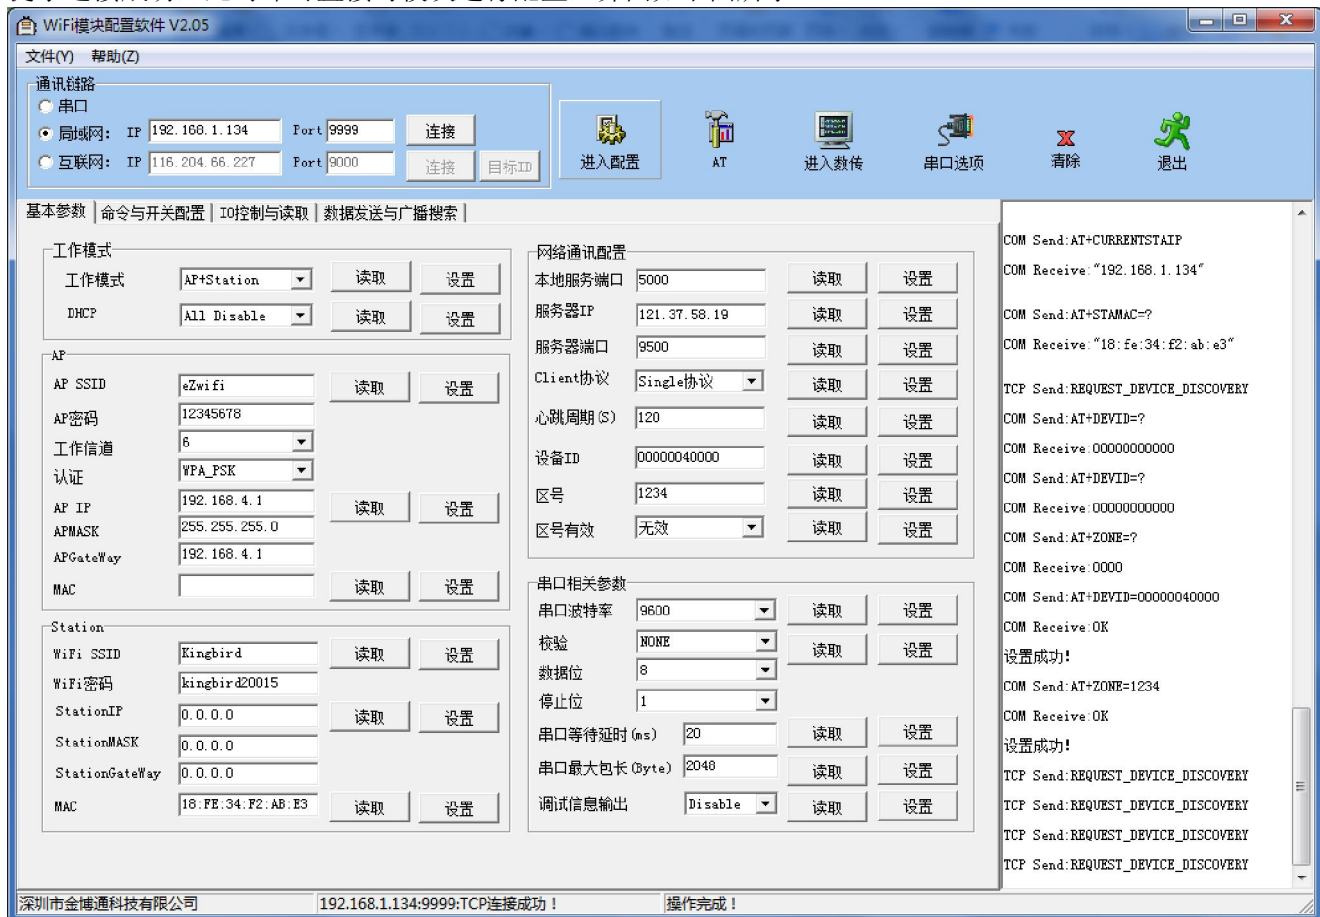 WiFi模块配置软件 V2.05
文件(Y) 帮助(Z)
通讯链路
串口
局域网: IP 192.168.1.134 Port 9999 连接
互联网: IP 116.204.66.227 Port 9000 连接 目标ID
进入配置 AT 进入数传 串口选项 清除 退出
基本参数 命令与开关配置 IO控制与读取 数据发送与广播搜索
工作模式
工作模式 AP+Station 读取 设置
DHCP All Disable 读取 设置
AP
AP SSID eZwifi 读取 设置
AP密码 12345678
工作信道 6
认证 WPA_PSK
AP IP 192.168.4.1 读取 设置
APMASK 255.255.255.0
APGateWay 192.168.4.1
MAC 读取 设置
Station
WiFi SSID Kingbird 读取 设置
WiFi密码 kingbird20015
StationIP 0.0.0.0 读取 设置
StationMASK 0.0.0.0
StationGateWay 0.0.0.0
MAC 18:FE:34:F2:AB:E3 读取 设置
网络通讯配置
本地服务端口 5000 读取 设置
服务器IP 121.37.58.19 读取 设置
服务器端口 9500 读取 设置
Client协议 Single协议 读取 设置
心跳周期(S) 120 读取 设置
设备ID 00000040000 读取 设置
区号 1234 读取 设置
区号有效 无效 读取 设置
串口相关参数
串口波特率 9600 读取 设置
校验 NONE 读取 设置
数据位 8
停止位 1
串口等待延时(ms) 20 读取 设置
串口最大包长(Byte) 2048 读取 设置
调试信息输出 Disable 读取 设置
COM Send:AT+CURRENTSTAIP
COM Receive:"192.168.1.134"
COM Send:AT+STAMAC=?
COM Receive:"18:fe:34:f2:ab:e3"
TCP Send:REQUEST_DEVICE_DISCOVERY
COM Send:AT+DEVID=?
COM Receive:00000000000
COM Send:AT+DEVID=?
COM Receive:00000000000
COM Send:AT+ZONE=?
COM Receive:0000
COM Send:AT+DEVID=00000040000
COM Receive:OK
设置成功!
COM Send:AT+ZONE=1234
COM Receive:OK
设置成功!
TCP Send:REQUEST_DEVICE_DISCOVERY
TCP Send:REQUEST_DEVICE_DISCOVERY
TCP Send:REQUEST_DEVICE_DISCOVERY
TCP Send:REQUEST_DEVICE_DISCOVERY
深圳市金博通科技有限公司 192.168.1.134:9999:TCP连接成功！ 操作完成！